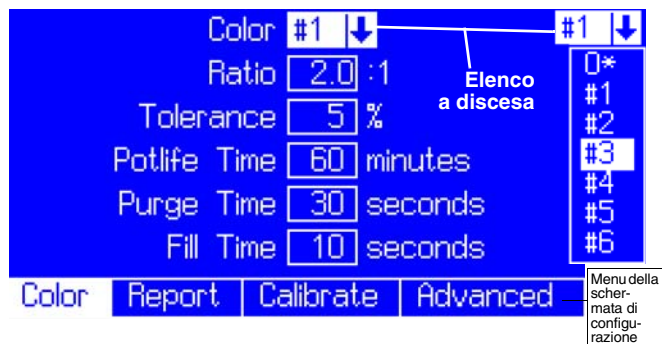 Color #1
#1
Ratio 2.0 :1
Tolerance 5 %
Potlife Time 60 minutes
Purge Time 30 seconds
Fill Time 10 seconds
Elenco
a discesa
0*
#1
#2
#3
#4
#5
#6
Color Report Calibrate Advanced
Menu della
scher-
mata di
configu-
razione